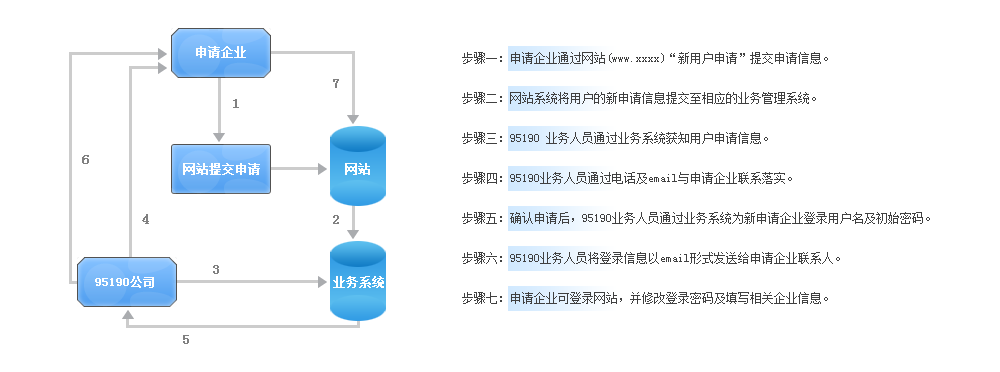 申请企业
7
1
6
网站提交申请
网站
4
2
95190公司
3
业务系统
5
步骤一：申请企业通过网站(www.xxxx)“新用户申请”提交申请信息。
步骤二：网站系统将用户的新申请信息提交至相应的业务管理系统。
步骤三：95190 业务人员通过业务系统获知用户申请信息。
步骤四：95190业务人员通过电话及email与申请企业联系落实。
步骤五：确认申请后，95190业务人员通过业务系统为新申请企业登录用户名及初始密码。
步骤六：95190业务人员将登录信息以email形式发送给申请企业联系人。
步骤七：申请企业可登录网站，并修改登录密码及填写相关企业信息。